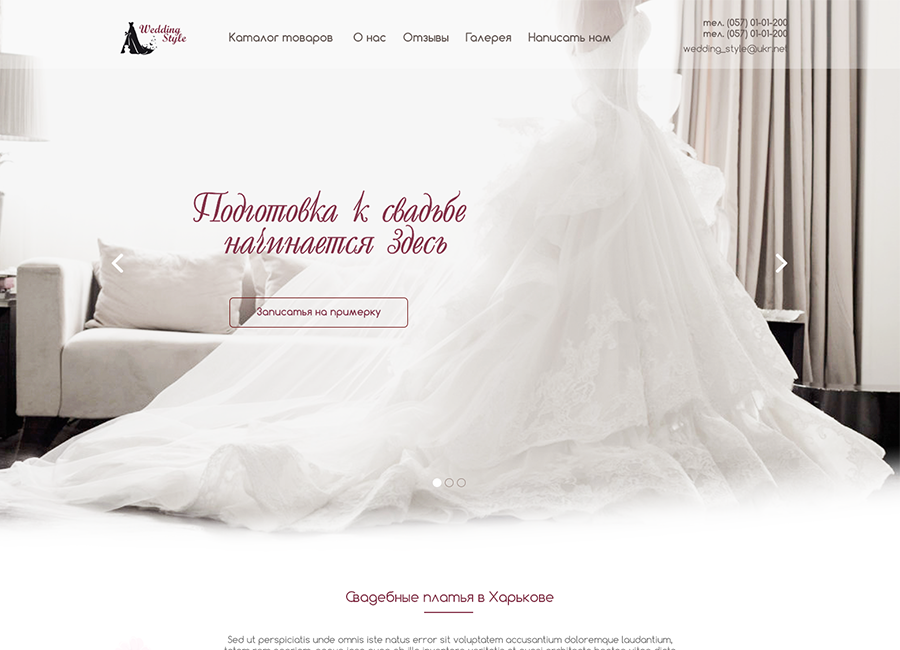 Wedding
Style
Каталог товаров О нас Отзывы Галерея Написать нам
тел. (057) 01-01-200
тел. (057) 01-01-200
wedding_style@ukr.net
Подготовка к свадьбе
начинается здесь
Записатья на примерку
Свадебные платья в Харькове
Sed ut perspiciatis unde omnis iste natus error sit voluptatem accusantium doloremque laudantium,